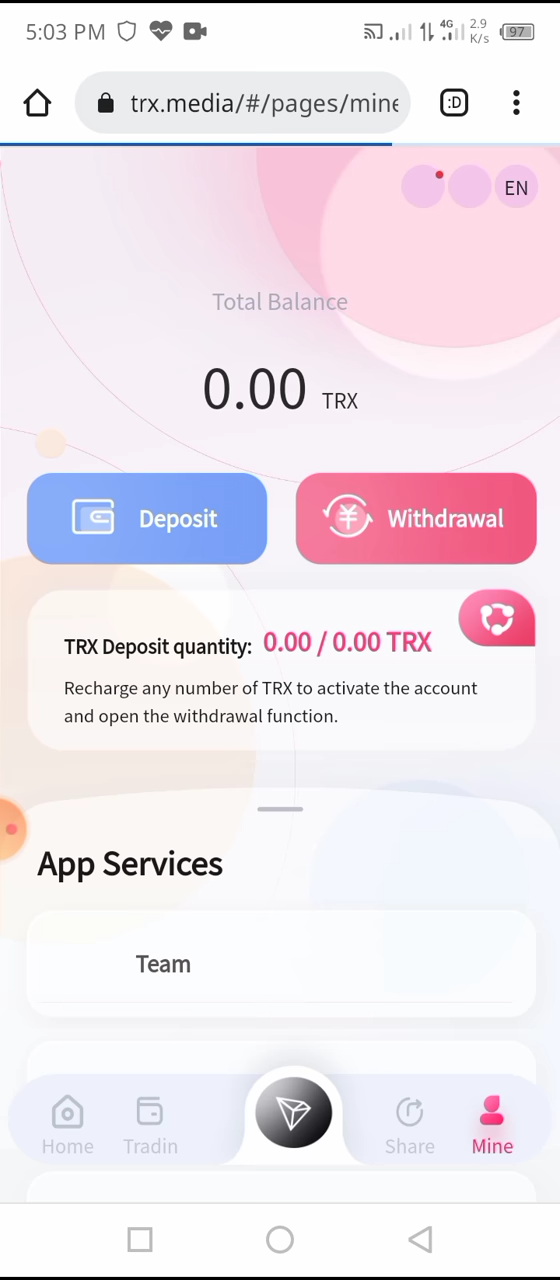 5:03 PM 4G 2.9 K/s 97
trx.media/#/pages/mine
:D
EN
Total Balance
0.00 TRX
Deposit
Withdrawal
TRX Deposit quantity: 0.00 / 0.00 TRX
Recharge any number of TRX to activate the account
and open the withdrawal function.
App Services
Team
Home Tradin Share Mine